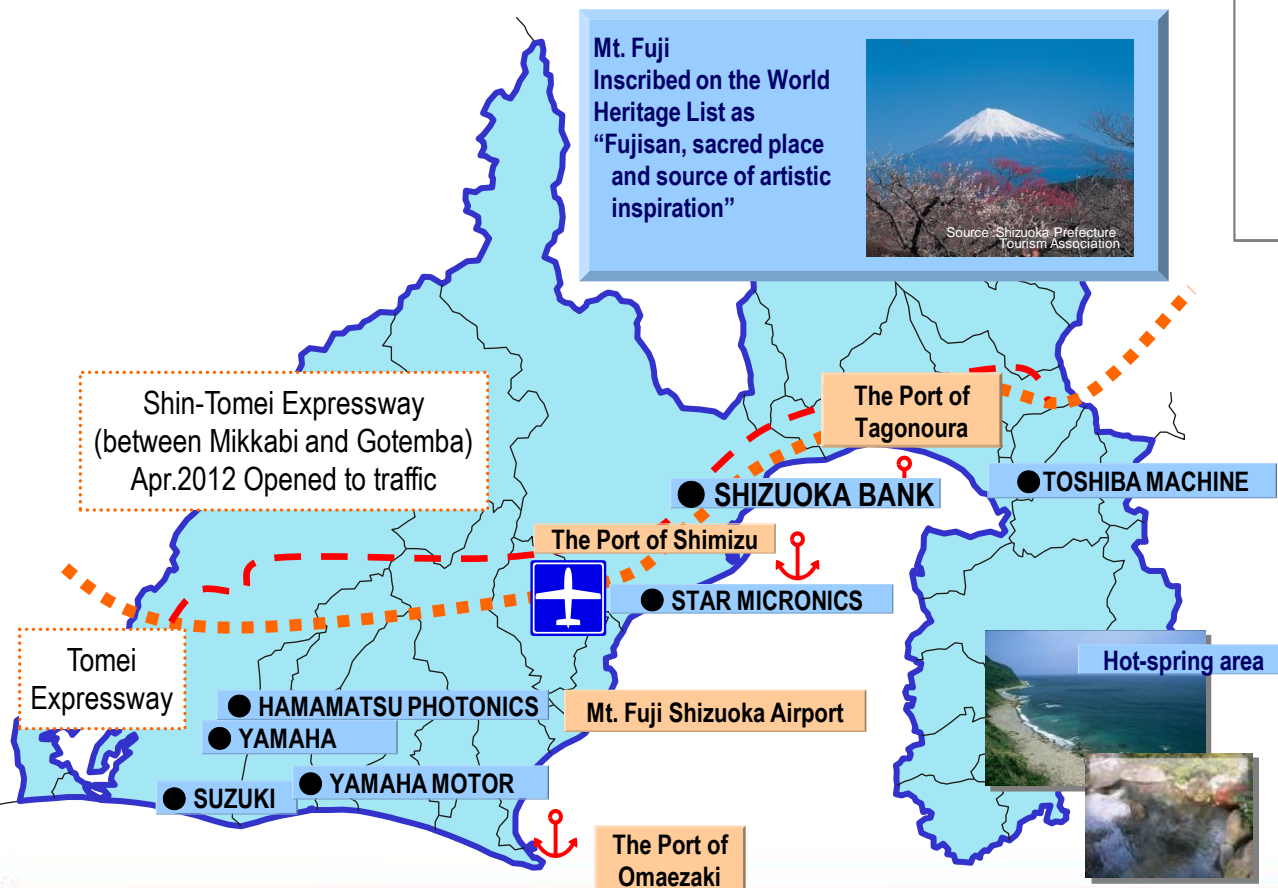 Mt. Fuji
Inscribed on the World
Heritage List as
“Fujisan, sacred place
and source of artistic
inspiration”
Source :Shizuoka Prefecture
Tourism Association
Shin-Tomei Expressway
(between Mikkabi and Gotemba)
Apr.2012 Opened to traffic
The Port of
Tagonoura
TOSHIBA MACHINE
SHIZUOKA BANK
The Port of Shimizu
STAR MICRONICS
Tomei
Expressway
Hot-spring area
HAMAMATSU PHOTONICS
Mt. Fuji Shizuoka Airport
YAMAHA
YAMAHA MOTOR
SUZUKI
The Port of
Omaezaki